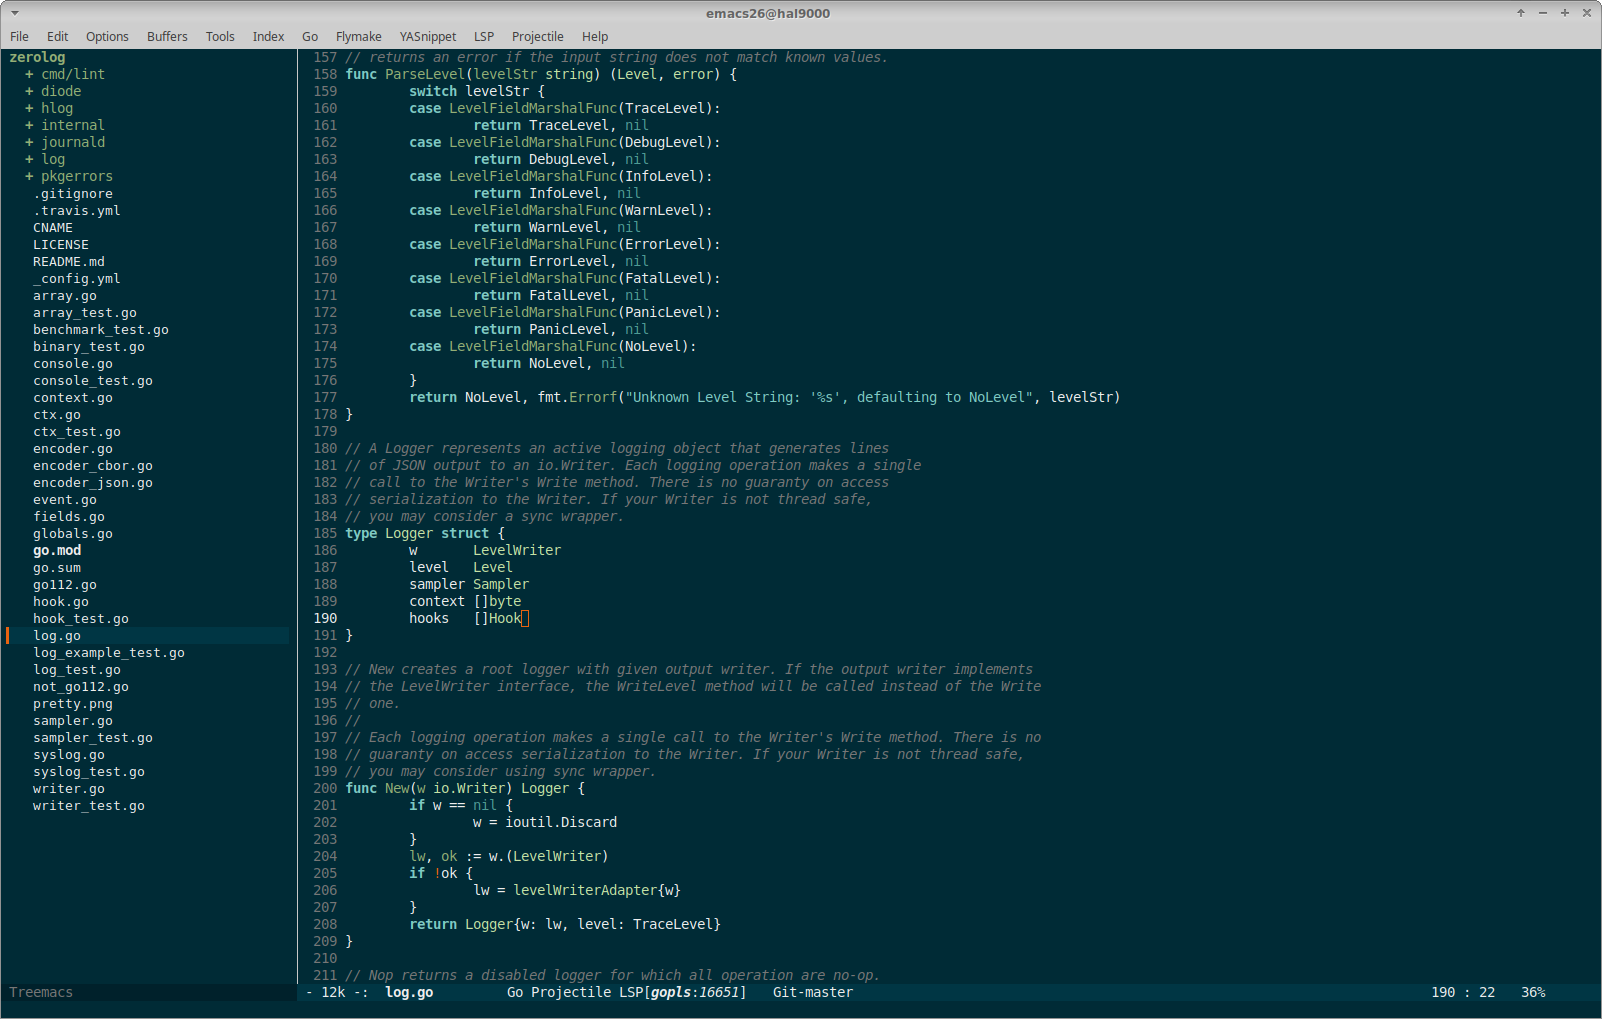 emacs26@hal9000
File Edit Options Buffers Tools Index Go Flymake YASnippet LSP Projectile Help
zerolog
+ cmd/lint
+ diode
+ hlog
+ internal
+ journald
+ log
+ pkgerrors
.gitignore
.travis.yml
CNAME
LICENSE
README.md
_config.yml
array.go
array_test.go
benchmark_test.go
binary_test.go
console.go
console_test.go
context.go
ctx.go
ctx_test.go
encoder.go
encoder_cbor.go
encoder_json.go
event.go
fields.go
globals.go
go.mod
go.sum
go112.go
hook.go
hook_test.go
log.go
log_example_test.go
log_test.go
not_go112.go
pretty.png
sampler.go
sampler_test.go
syslog.go
syslog_test.go
writer.go
writer_test.go
Treemacs
157 // returns an error if the input string does not match known values.
158 func ParseLevel(levelStr string) (Level, error) {
159         switch levelStr {
160         case LevelFieldMarshalFunc(TraceLevel):
161                 return TraceLevel, nil
162         case LevelFieldMarshalFunc(DebugLevel):
163                 return DebugLevel, nil
164         case LevelFieldMarshalFunc(InfoLevel):
165                 return InfoLevel, nil
166         case LevelFieldMarshalFunc(WarnLevel):
167                 return WarnLevel, nil
168         case LevelFieldMarshalFunc(ErrorLevel):
169                 return ErrorLevel, nil
170         case LevelFieldMarshalFunc(FatalLevel):
171                 return FatalLevel, nil
172         case LevelFieldMarshalFunc(PanicLevel):
173                 return PanicLevel, nil
174         case LevelFieldMarshalFunc(NoLevel):
175                 return NoLevel, nil
176         }
177         return NoLevel, fmt.Errorf("Unknown Level String: '%s', defaulting to NoLevel", levelStr)
178 }
179
180 // A Logger represents an active logging object that generates lines
181 // of JSON output to an io.Writer. Each logging operation makes a single
182 // call to the Writer's Write method. There is no guaranty on access
183 // serialization to the Writer. If your Writer is not thread safe,
184 // you may consider a sync wrapper.
185 type Logger struct {
186         w       LevelWriter
187         level   Level
188         sampler Sampler
189         context []byte
190         hooks   []Hook
191 }
192
193 // New creates a root logger with given output writer. If the output writer implements
194 // the LevelWriter interface, the WriteLevel method will be called instead of the Write
195 // one.
196 //
197 // Each logging operation makes a single call to the Writer's Write method. There is no
198 // guaranty on access serialization to the Writer. If your Writer is not thread safe,
199 // you may consider using sync wrapper.
200 func New(w io.Writer) Logger {
201         if w == nil {
202                 w = ioutil.Discard
203         }
204         lw, ok := w.(LevelWriter)
205         if !ok {
206                 lw = levelWriterAdapter{w}
207         }
208         return Logger{w: lw, level: TraceLevel}
209 }
210
211 // Nop returns a disabled logger for which all operation are no-op.
- 12k -:  log.go         Go Projectile LSP[gopls:16651]   Git-master   190 : 22   36%